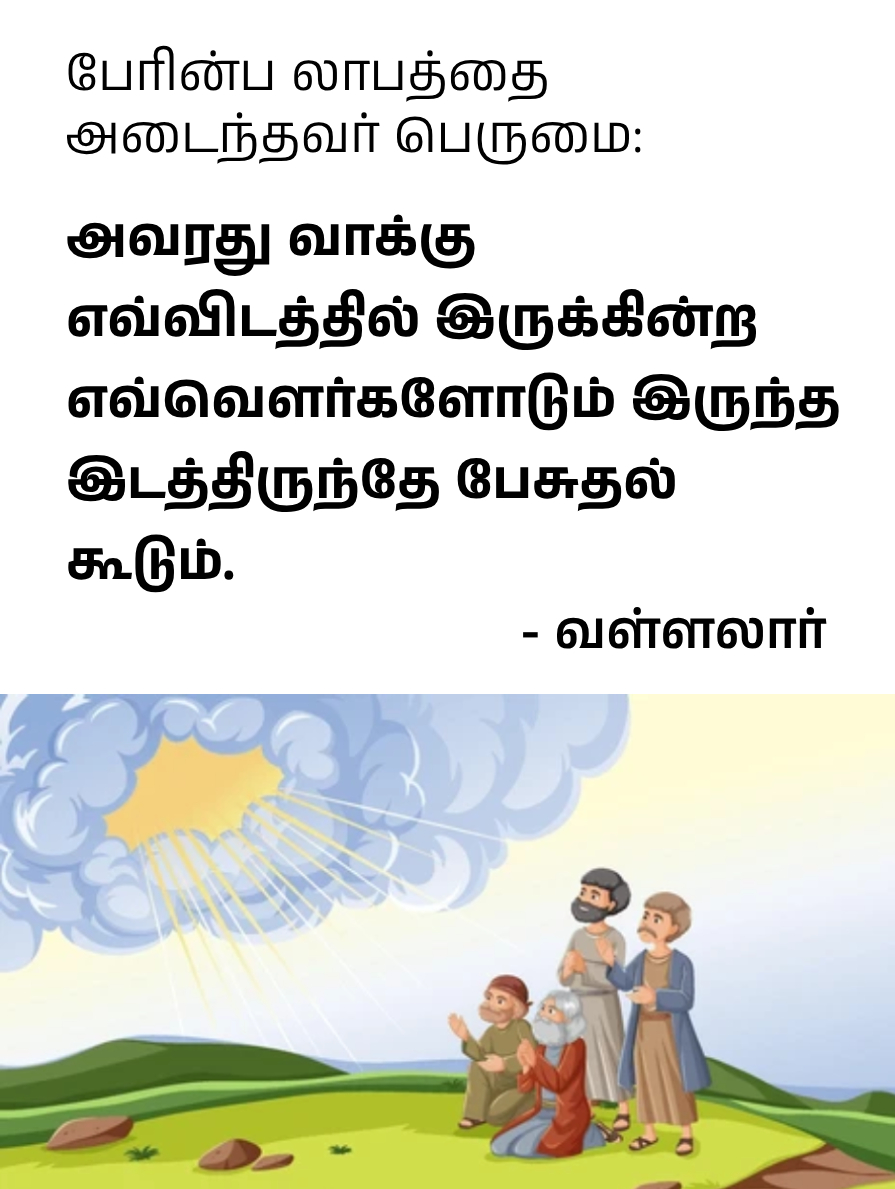 பேரின்ப லாபத்தை
அடைந்தவர் பெருமை:
அவரது வாக்கு
எவ்விடத்தில் இருக்கின்ற
எவ்வெளர்களோடும் இருந்த
இடத்திருந்தே பேசுதல்
கூடும்.
- வள்ளலார்